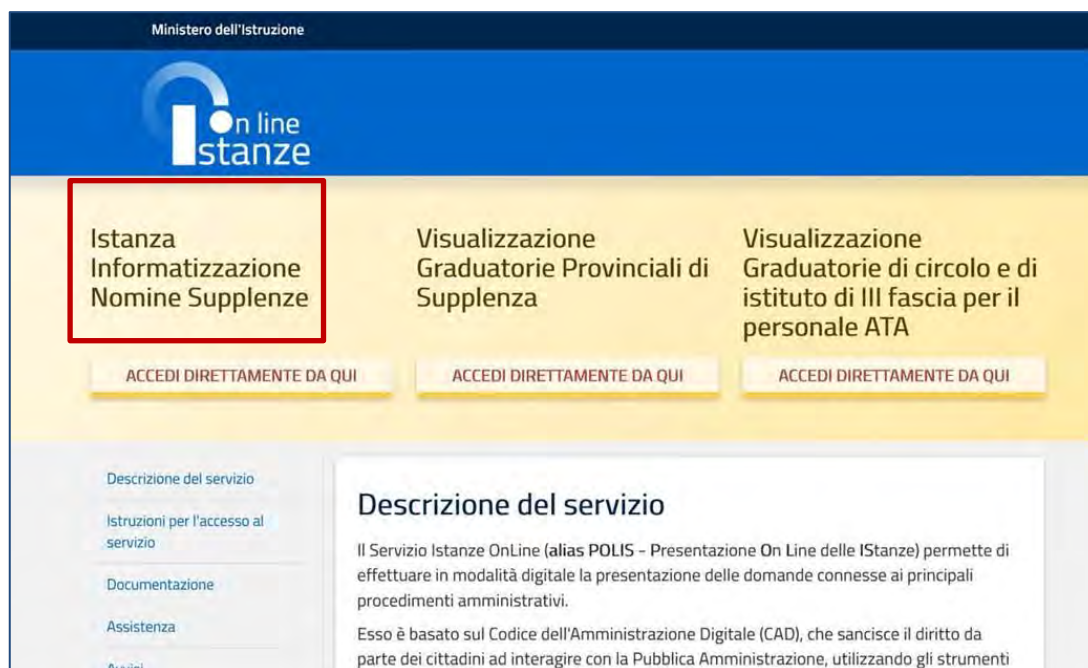 Ministero dell'Istruzione
On line
Istanze
Istanza
Informatizzazione
Nomine Supplenze
ACCEDI DIRETTAMENTE DA QUI
Visualizzazione
Graduatorie Provinciali di
Supplenza
ACCEDI DIRETTAMENTE DA QUI
Visualizzazione
Graduatorie di circolo e di
istituto di III fascia per il
personale ATA
ACCEDI DIRETTAMENTE DA QUI
Descrizione del servizio
Istruzioni per l'accesso al
servizio
Documentazione
Assistenza
Descrizione del servizio
Il Servizio Istanze OnLine (alias POLIS - Presentazione On Line delle IStanze) permette di
effettuare in modalità digitale la presentazione delle domande connesse ai principali
procedimenti amministrativi.
Esso è basato sul Codice dell'Amministrazione Digitale (CAD), che sancisce il diritto da
parte dei cittadini ad interagire con la Pubblica Amministrazione, utilizzando gli strumenti